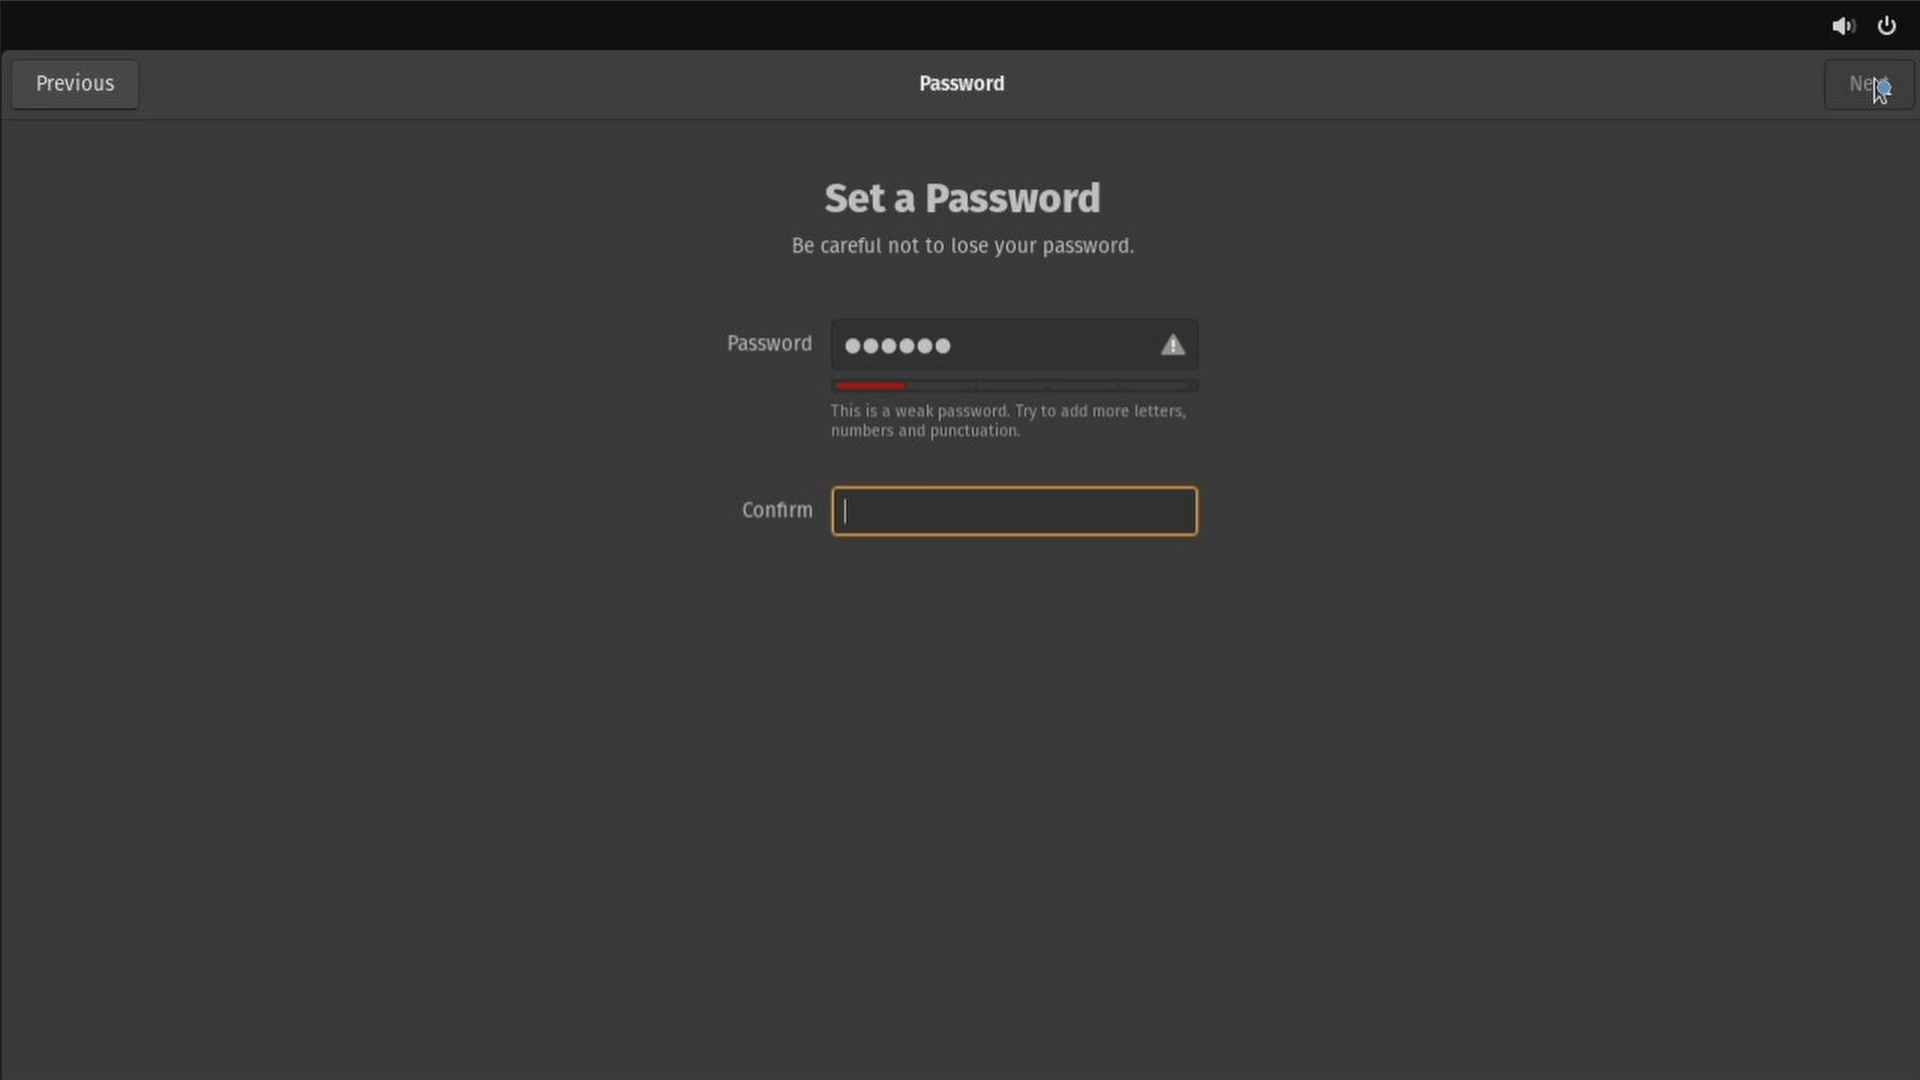 Previous
Password
Set a Password
Be careful not to lose your password.
Password
This is a weak password. Try to add more letters,
numbers and punctuation.
Confirm